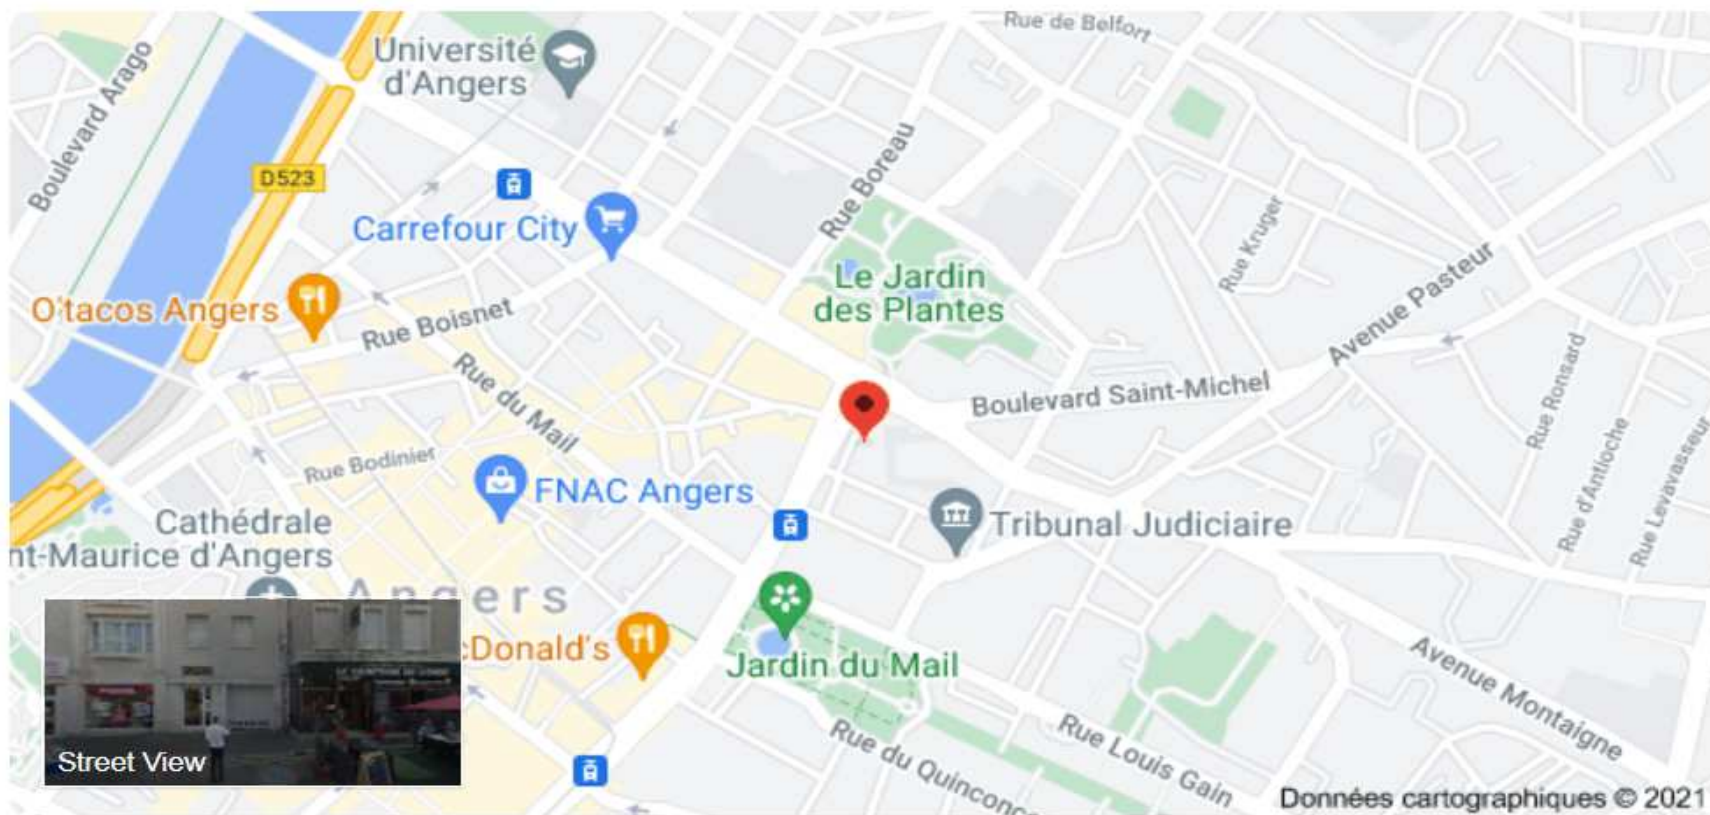 Rue de Belfort
Université
d'Angers
Boulevard Arago
D523
Rue Boreau
Carrefour City
Rue Kruger
Avenue Pasteur
Le Jardin
des Plantes
O'tacos Angers
Rue Boisnet
Rue du Mail
Boulevard Saint-Michel
Rue Ronsard
Rue d'Antioche
Rue Levavasseur
Rue Bodinier
FNAC Angers
Cathédrale
nt-Maurice d'Angers
Tribunal Judiciaire
Angers
cDonald's
Jardin du Mail
Avenue Montaigne
Rue Louis Gain
Rue du Quinconc
Street View
Données cartographiques © 2021